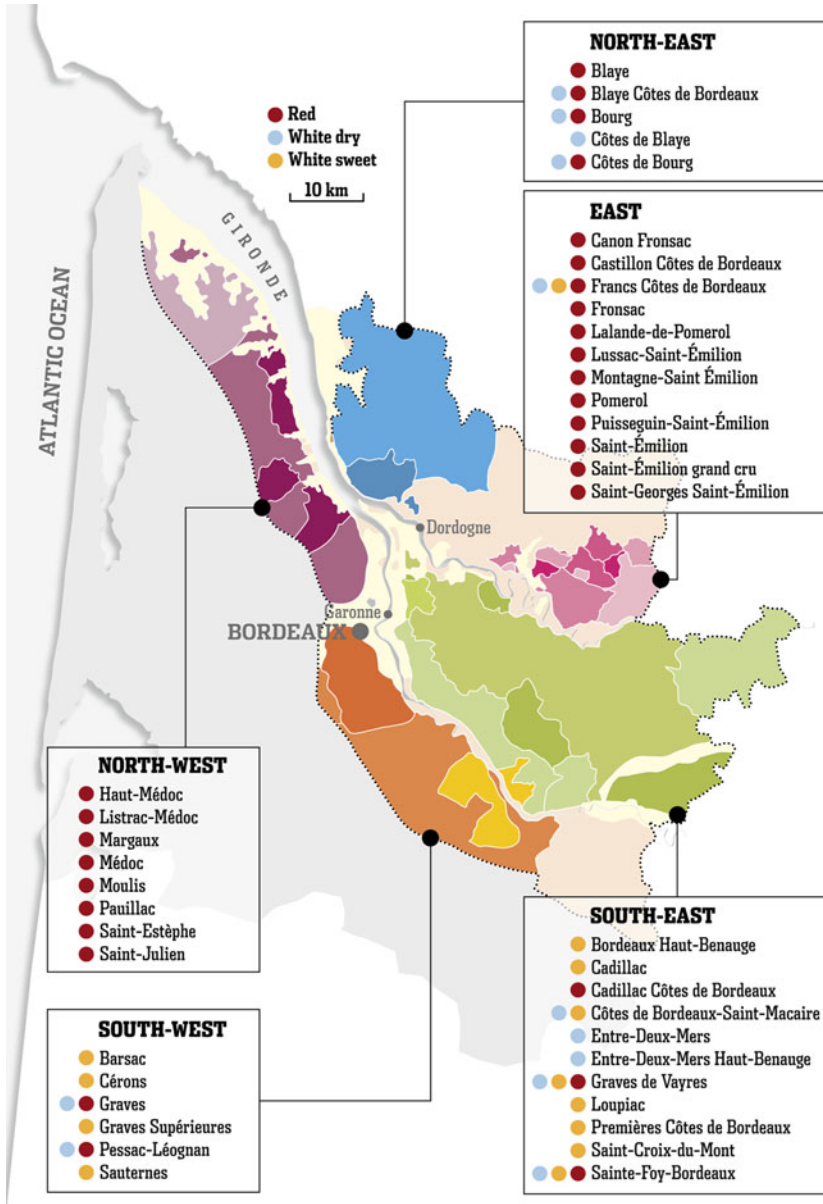 NORTH-EAST
Blaye
Blaye Côtes de Bordeaux
Bourg
Côtes de Blaye
Côtes de Bourg
Red
White dry
White sweet
10 km
EAST
Canon Fronsac
Castillon Côtes de Bordeaux
Francs Côtes de Bordeaux
Fronsac
Lalande-de-Pomerol
Lussac-Saint-Émilion
Montagne-Saint Émilion
Pomerol
Puisseguin-Saint-Émilion
Saint-Émilion
Saint-Émilion grand cru
Saint-Georges Saint-Émilion
GIRONDE
ATLANTIC OCEAN
Dordogne
Garonne
BORDEAUX
NORTH-WEST
Haut-Médoc
Listrac-Médoc
Margaux
Médoc
Moulis
Pauillac
Saint-Estèphe
Saint-Julien
SOUTH-WEST
Barsac
Cérons
Graves
Graves Supérieures
Pessac-Léognan
Sauternes
SOUTH-EAST
Bordeaux Haut-Benauge
Cadillac
Cadillac Côtes de Bordeaux
Côtes de Bordeaux-Saint-Macaire
Entre-Deux-Mers
Entre-Deux-Mers Haut-Benauge
Graves de Vayres
Loupiac
Premières Côtes de Bordeaux
Saint-Croix-du-Mont
Sainte-Foy-Bordeaux